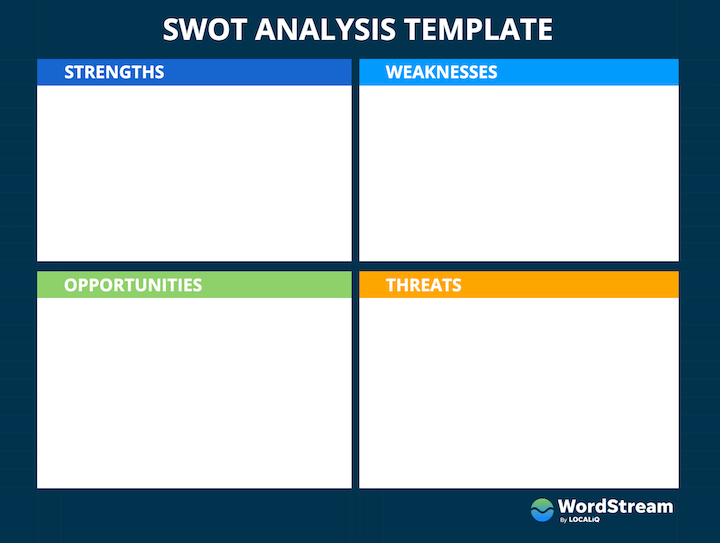 SWOT ANALYSIS TEMPLATE
STRENGTHS
WEAKNESSES
OPPORTUNITIES
THREATS
WordStream
By LOCALiQ